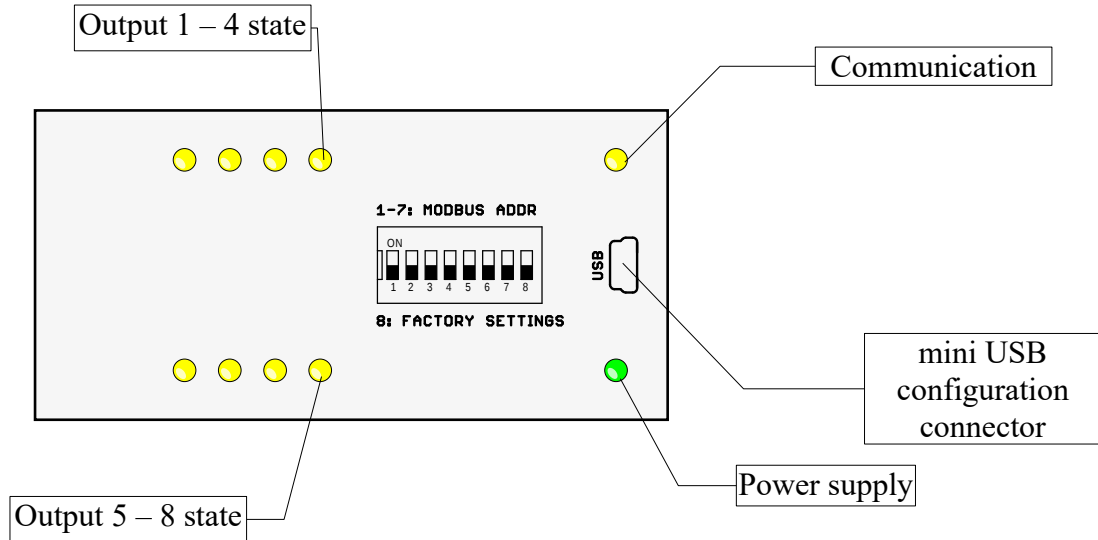 Output 1 – 4 state
Communication
1-7: MODBUS ADDR
ON
1 2 3 4 5 6 7 8
USB
8: FACTORY SETTINGS
mini USB
configuration
connector
Power supply
Output 5 – 8 state